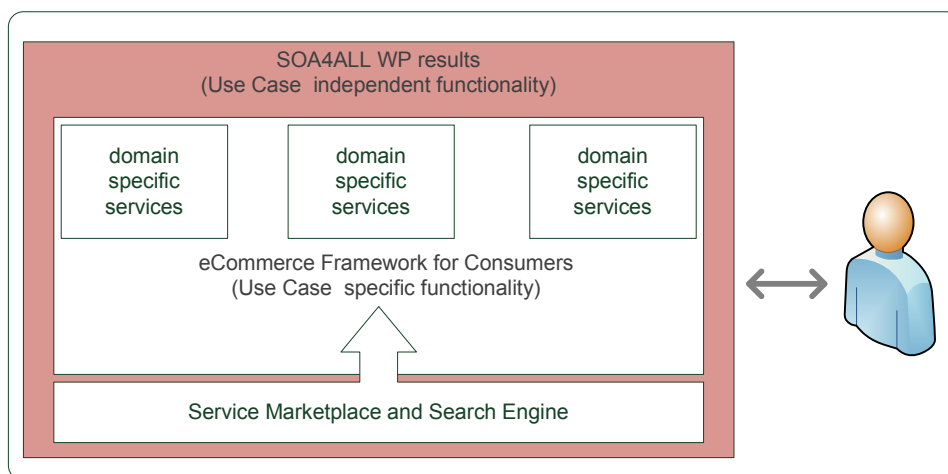 SOA4ALL WP results
(Use Case independent functionality)
domain
specific
services
domain
specific
services
domain
specific
services
eCommerce Framework for Consumers
(Use Case specific functionality)
Service Marketplace and Search Engine